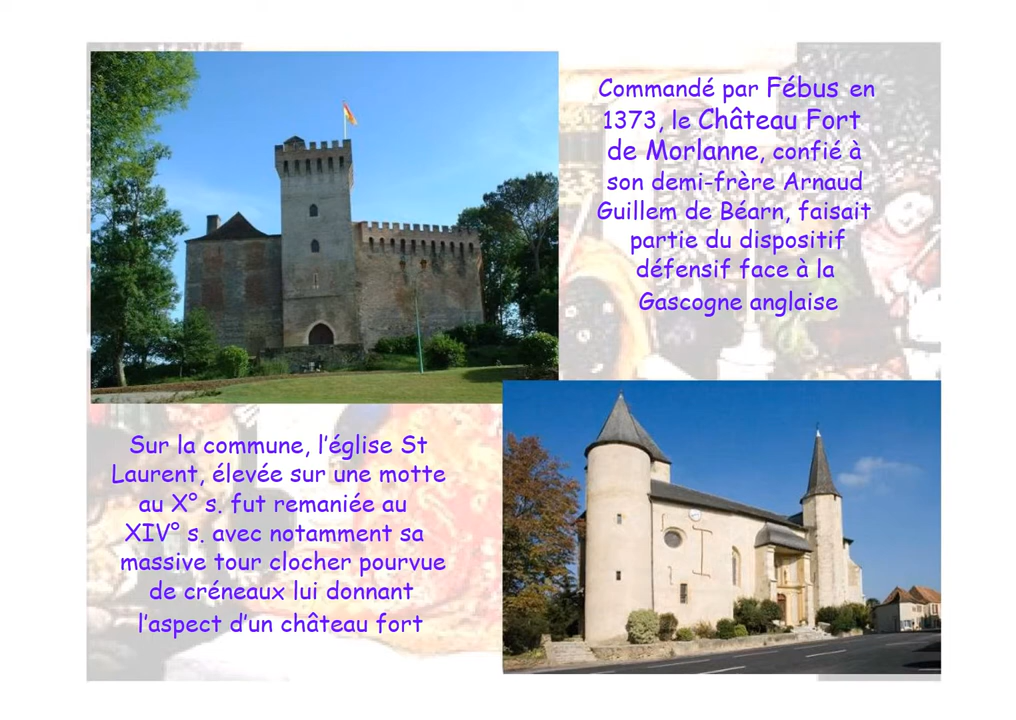 Commandé par Fébus en
1373, le Château Fort
de Morlanne, confié à
son demi-frère Arnaud
Guillem de Béarn, faisait
partie du dispositif
défensif face à la
Gascogne anglaise
Sur la commune, l'église St
Laurent, élevée sur une motte
au X° s. fut remaniée au
XIV° s. avec notamment sa
massive tour clocher pourvue
de créneaux lui donnant
l'aspect d'un château fort